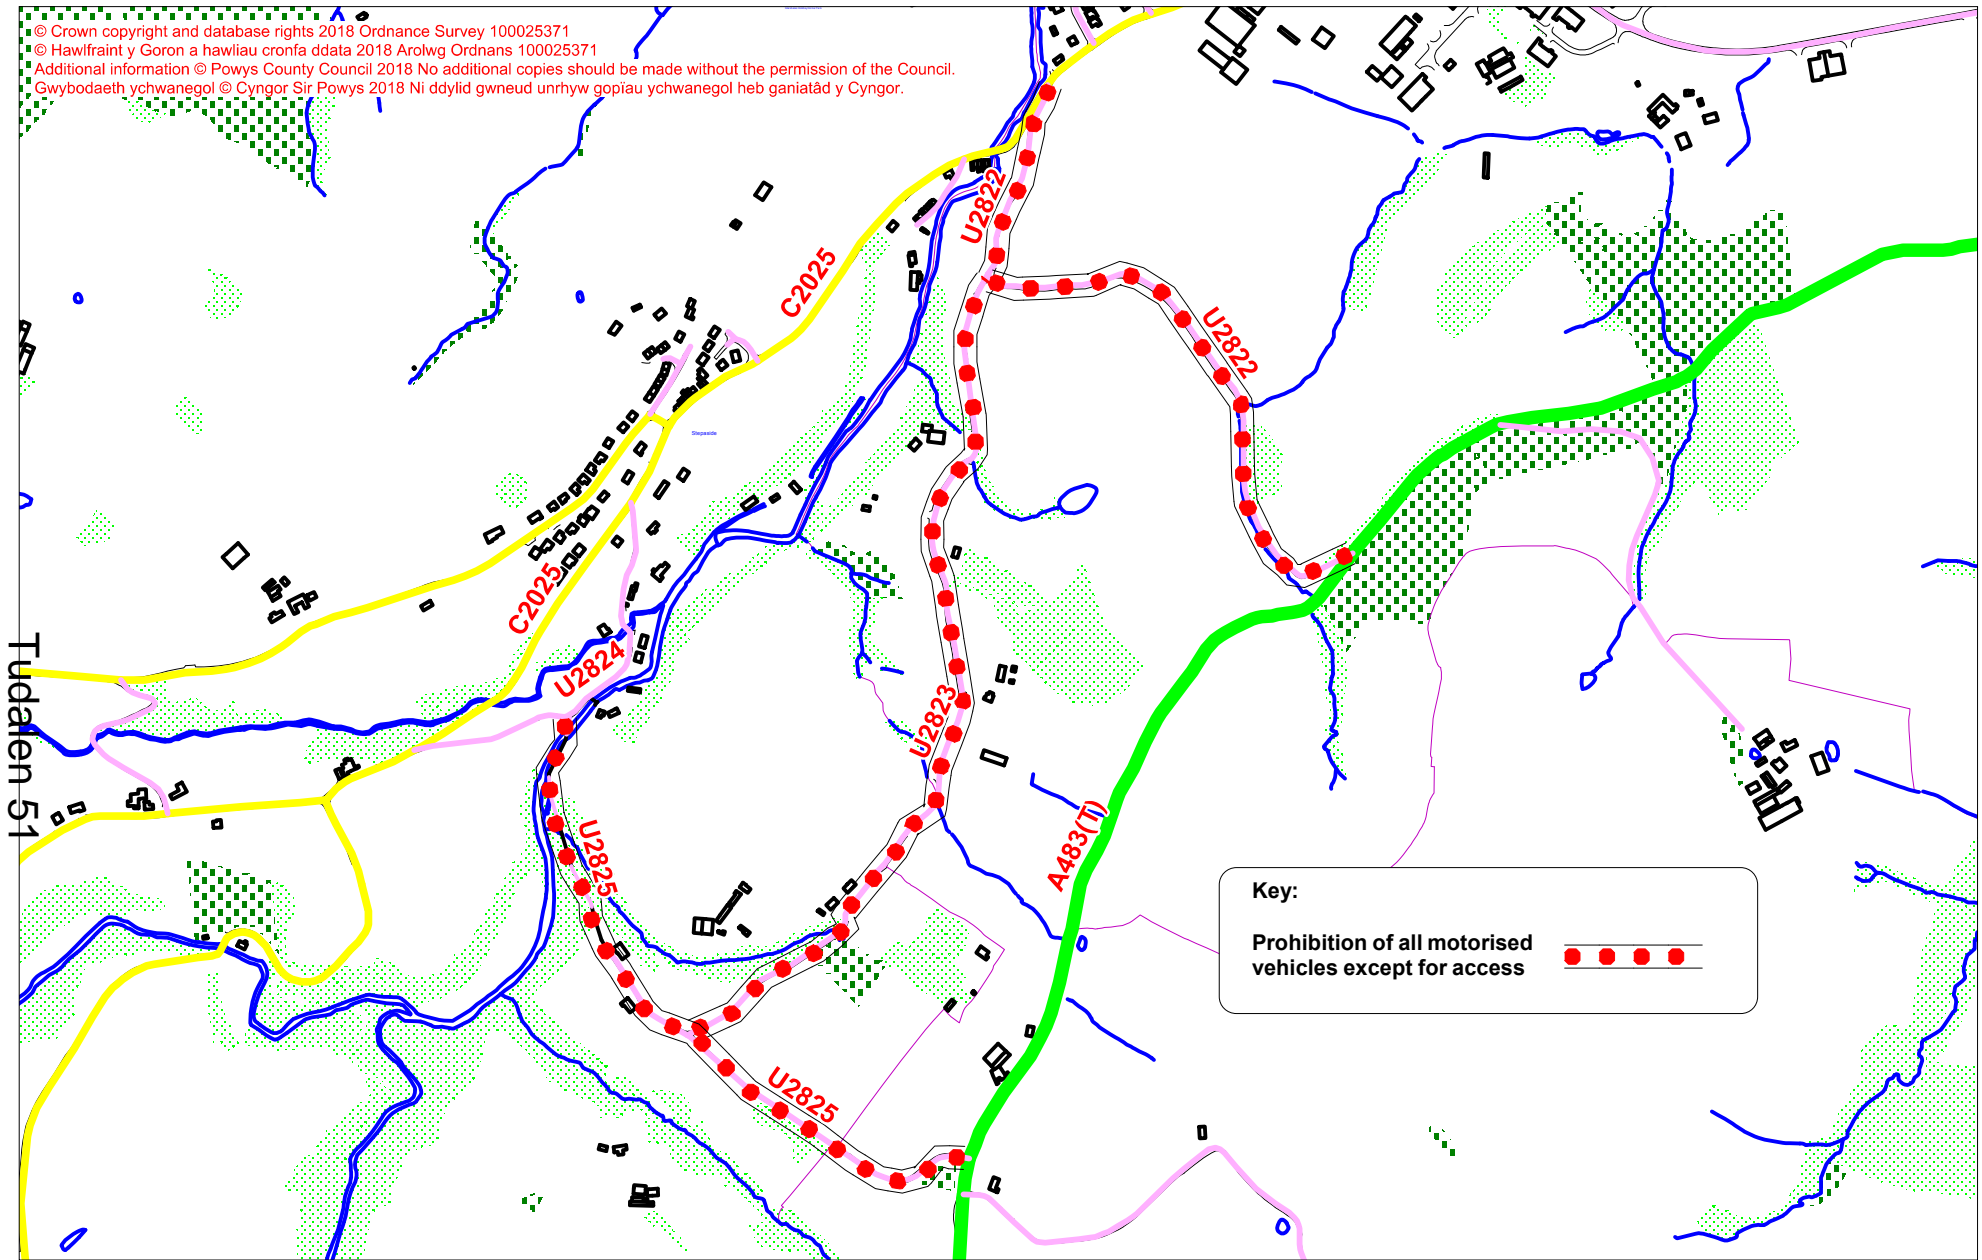 © Crown copyright and database rights 2018 Ordnance Survey 100025371
© Hawlfraint y Goron a hawliau cronfa ddata 2018 Arolwg Ordnans 100025371
Additional information © Powys County Council 2018 No additional copies should be made without the permission of the Council.
Gwybodaeth ychwanegol © Cyngor Sir Powys 2018 Ni ddylid gwneud unrhyw gopïau ychwanegol heb ganiatâd y Cyngor.
U2822
C2025
U2822
Stepaside
C2025
U2824
U2823
Tudalen 51
A483(T)
U2825
U2825
Key:
Prohibition of all motorised
vehicles except for access